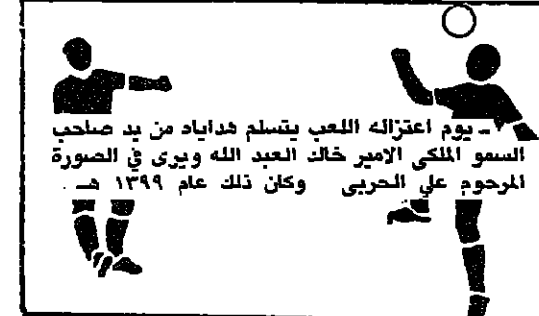 ـ يوم اعتزاله اللعب يتسلم هداياه من يد صاحب
السمو الملكي الامير خالد العبد الله ويرى في الصورة
المرحوم علي الحربي وكان ذلك عام ١٣٩٩ هـ .